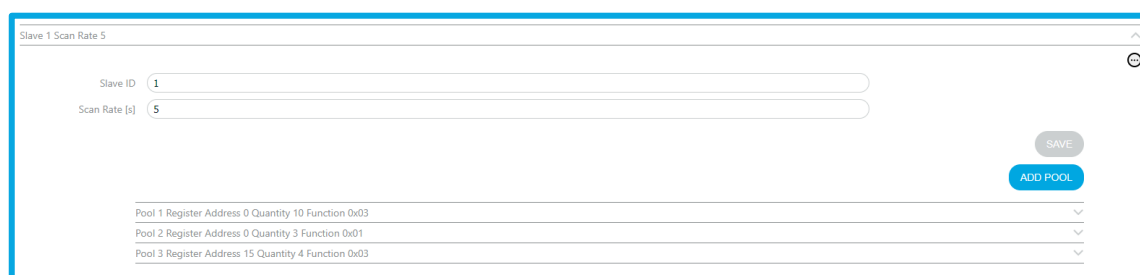 Slave 1 Scan Rate 5
Slave ID 1
Scan Rate [s] 5
SAVE
ADD POOL
Pool 1 Register Address 0 Quantity 10 Function 0x03
Pool 2 Register Address 0 Quantity 3 Function 0x01
Pool 3 Register Address 15 Quantity 4 Function 0x03